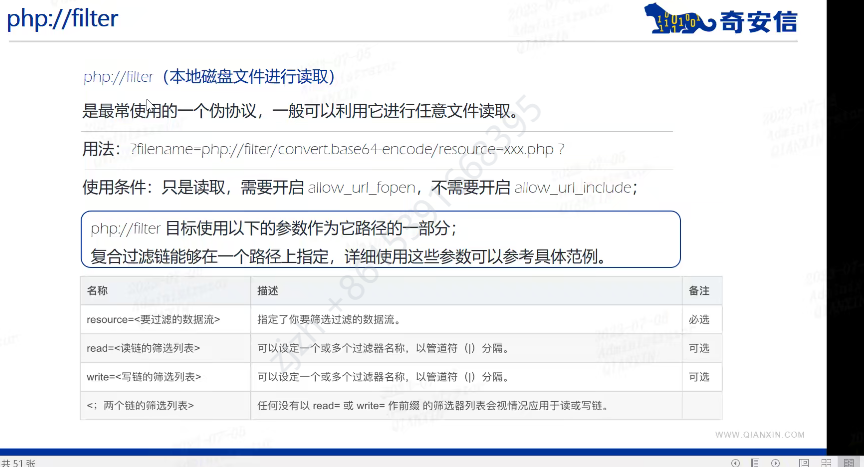 php://filter
奇安信
php://filter（本地磁盘文件进行读取）
是最常使用的一个伪协议，一般可以利用它进行任意文件读取。
用法：?filename=php://filter/convert.base64-encode/resource=xxx.php ?
使用条件：只是读取，需要开启 allow_url_fopen，不需要开启 allow_url_include；
php://filter 目标使用以下的参数作为它路径的一部分；
复合过滤链能够在一个路径上指定，详细使用这些参数可以参考具体范例。
名称 描述 备注
resource=<要过滤的数据流> 指定了你要筛选过滤的数据流。 必选
read=<读链的筛选列表> 可以设定一个或多个过滤器名称，以管道符（|）分隔。 可选
write=<写链的筛选列表> 可以设定一个或多个过滤器名称，以管道符（|）分隔。 可选
<；两个链的筛选列表> 任何没有以 read= 或 write= 作前缀 的筛选器列表会视情况应用于读或写链。
WWW.QIANXIN.COM
共 51 张